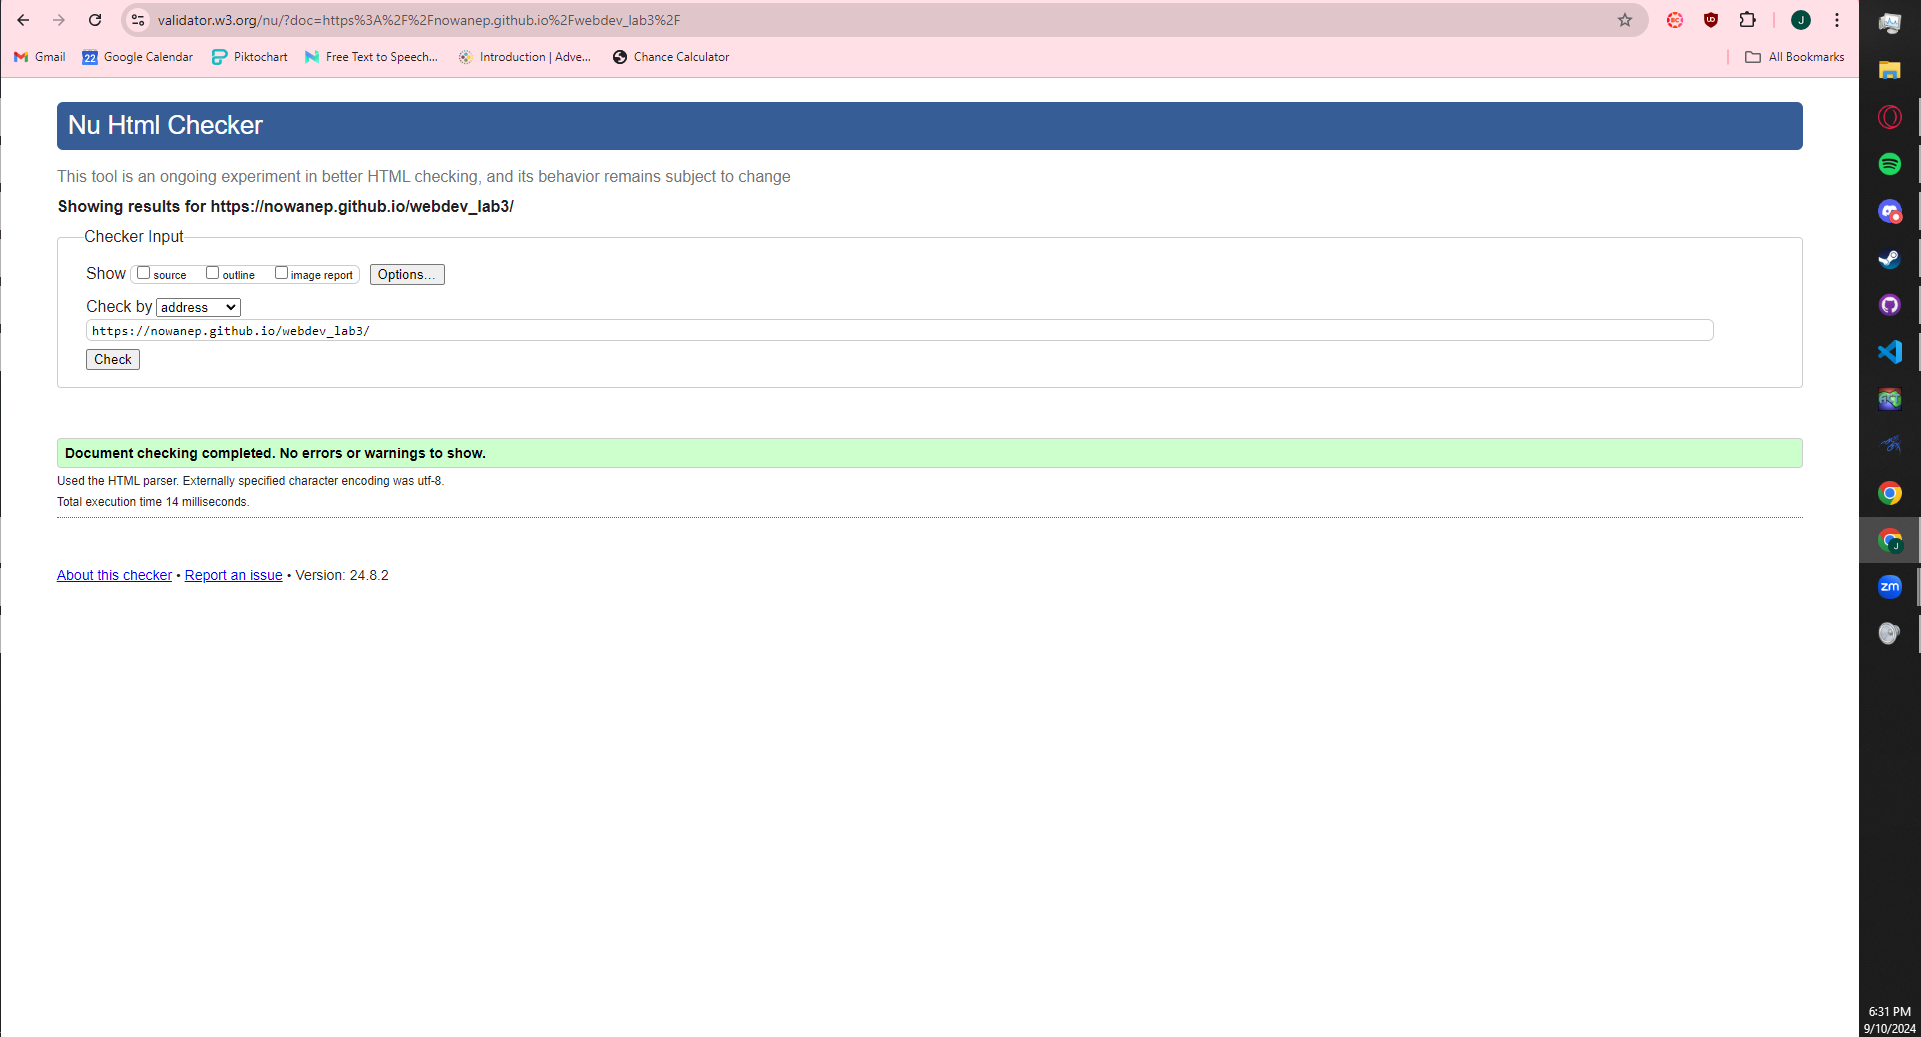 validator.w3.org/nu/?doc=https%3A%2F%2Fnowanep.github.io%2Fwebdev_lab3%2F
J
Gmail
22
Google Calendar
Piktochart
Free Text to Speech...
Introduction | Adve...
Chance Calculator
All Bookmarks
Nu Html Checker
This tool is an ongoing experiment in better HTML checking, and its behavior remains subject to change
Showing results for https://nowanep.github.io/webdev_lab3/
Checker Input
Show source outline image report Options...
Check by address
https://nowanep.github.io/webdev_lab3/
Check
Document checking completed. No errors or warnings to show.
Used the HTML parser. Externally specified character encoding was utf-8.
Total execution time 14 milliseconds.
About this checker • Report an issue • Version: 24.8.2
J
zm
6:31 PM
9/10/2024